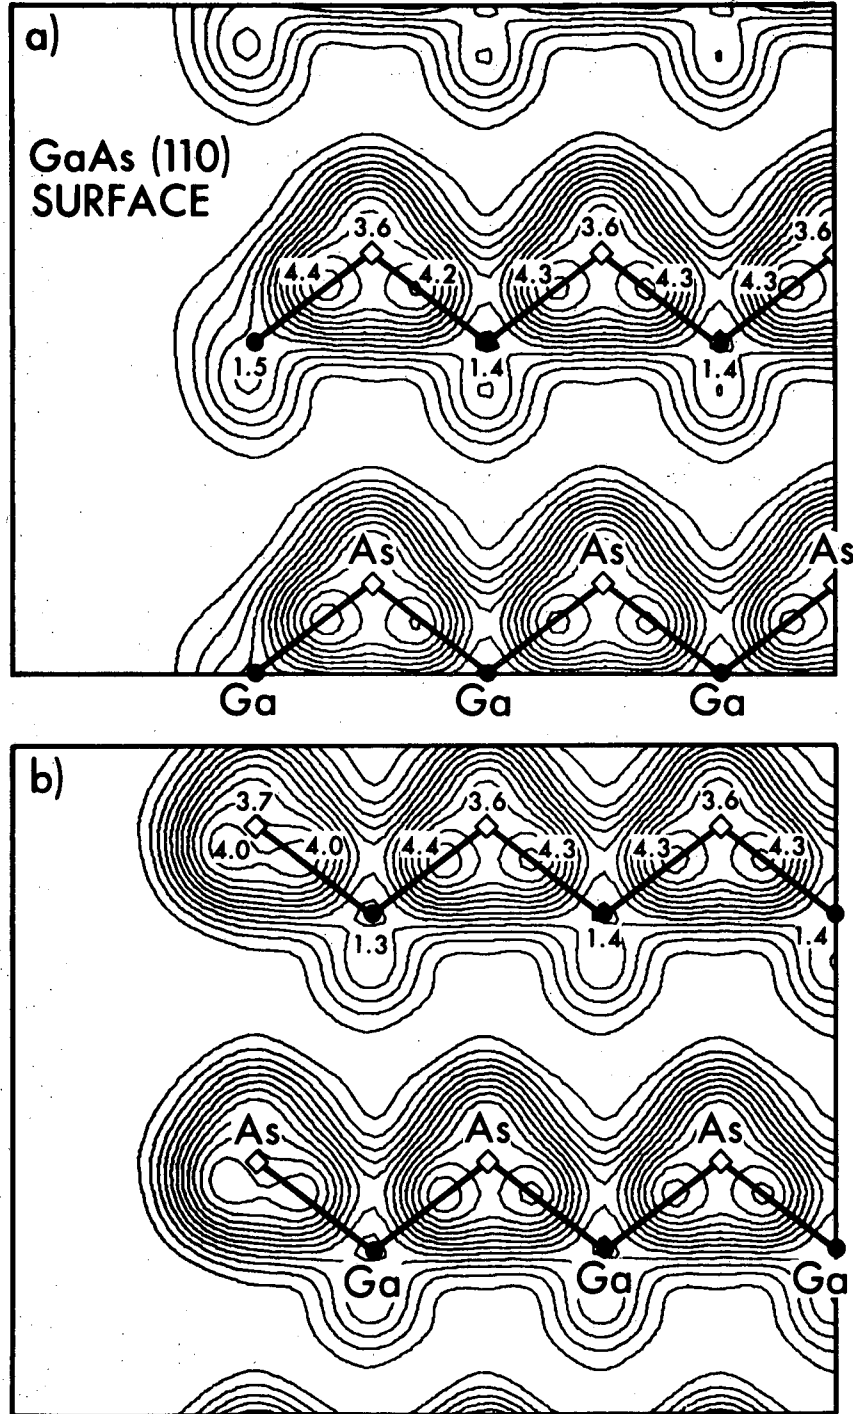 a)
GaAs (110)
SURFACE
3.6 3.6 3.6
4.4 4.2 4.3 4.3 4.3
1.5 1.4 1.4
As As As
Ga Ga Ga
b)
3.7 3.6 3.6
4.0 4.0 4.4 4.3 4.3 4.3
1.3 1.4 1.4
As As As
Ga Ga Ga